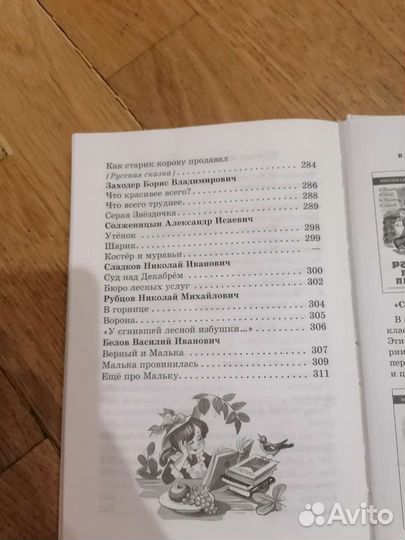 Как старик корову продавал
(Русская сказка) 284
Заходер Борис Владимирович
Что красивее всего? 286
Что всего труднее 288
Серая Звёздочка 289
Солженицын Александр Исаевич
Утёнок 298
Шарик 299
Костёр и муравьи —
Сладков Николай Иванович
Суд над Декабрём 300
Бюро лесных услуг 302
Рубцов Николай Михайлович
В горнице 304
Ворона 305
«У сгнившей лесной избушки...» 306
Белов Василий Иванович
Верный и Малька 307
Малька провинилась 309
Ещё про Мальку 311
Avito